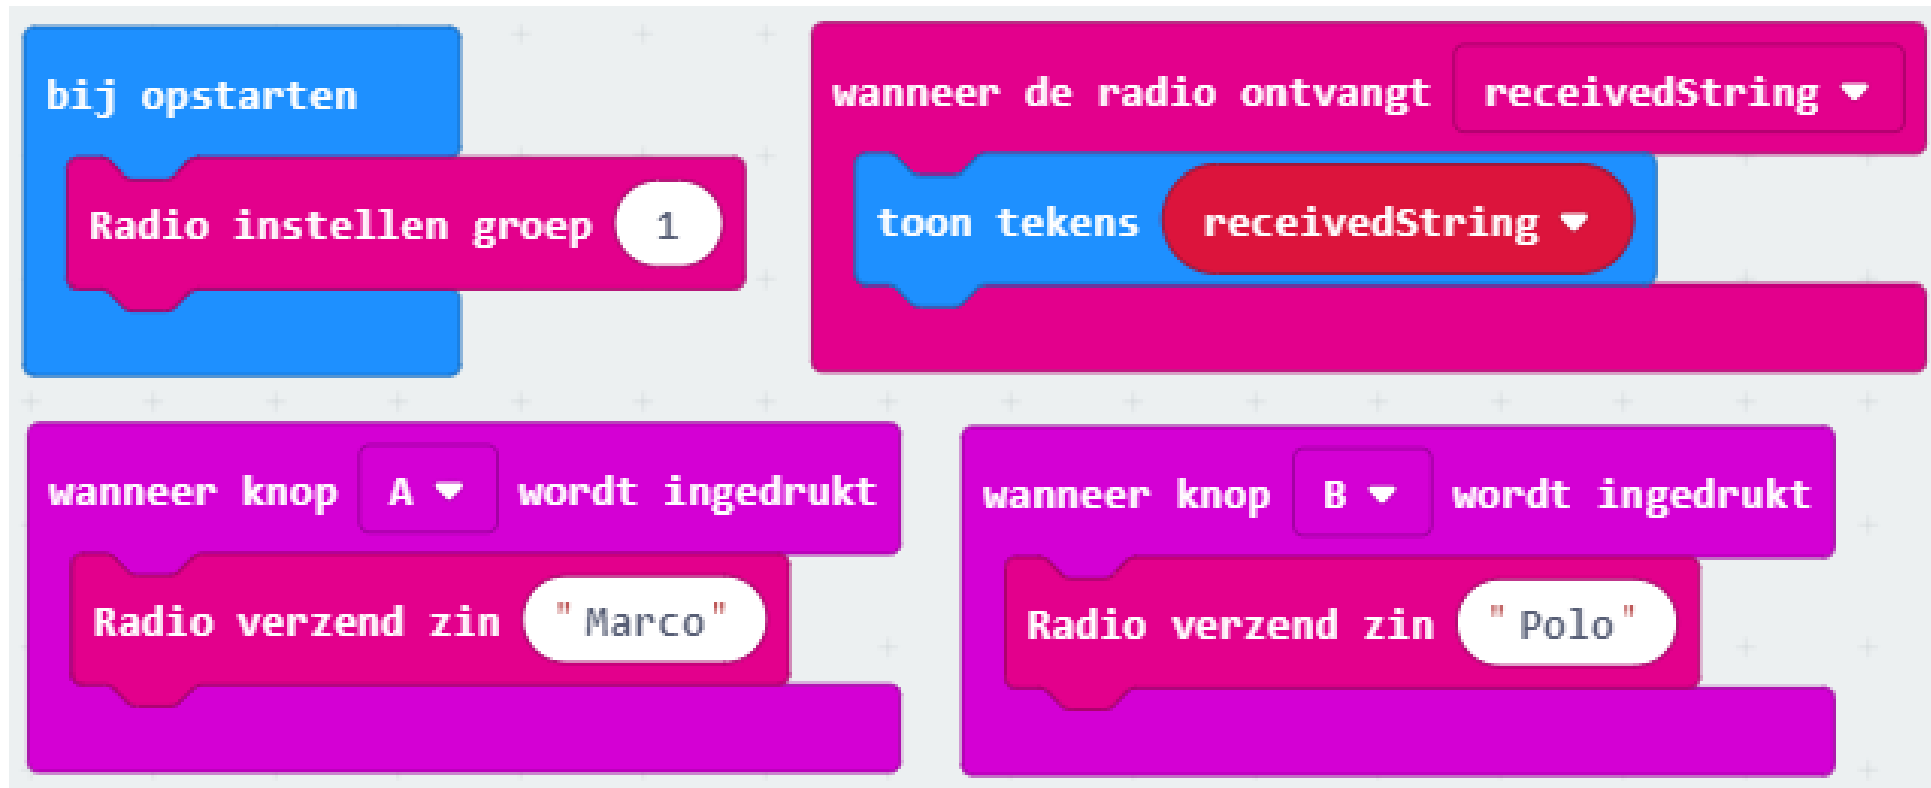 bij opstarten
Radio instellen groep 1
wanneer de radio ontvangt receivedString
toon tekens receivedString
wanneer knop A wordt ingedrukt
Radio verzend zin "Marco"
wanneer knop B wordt ingedrukt
Radio verzend zin "Polo"